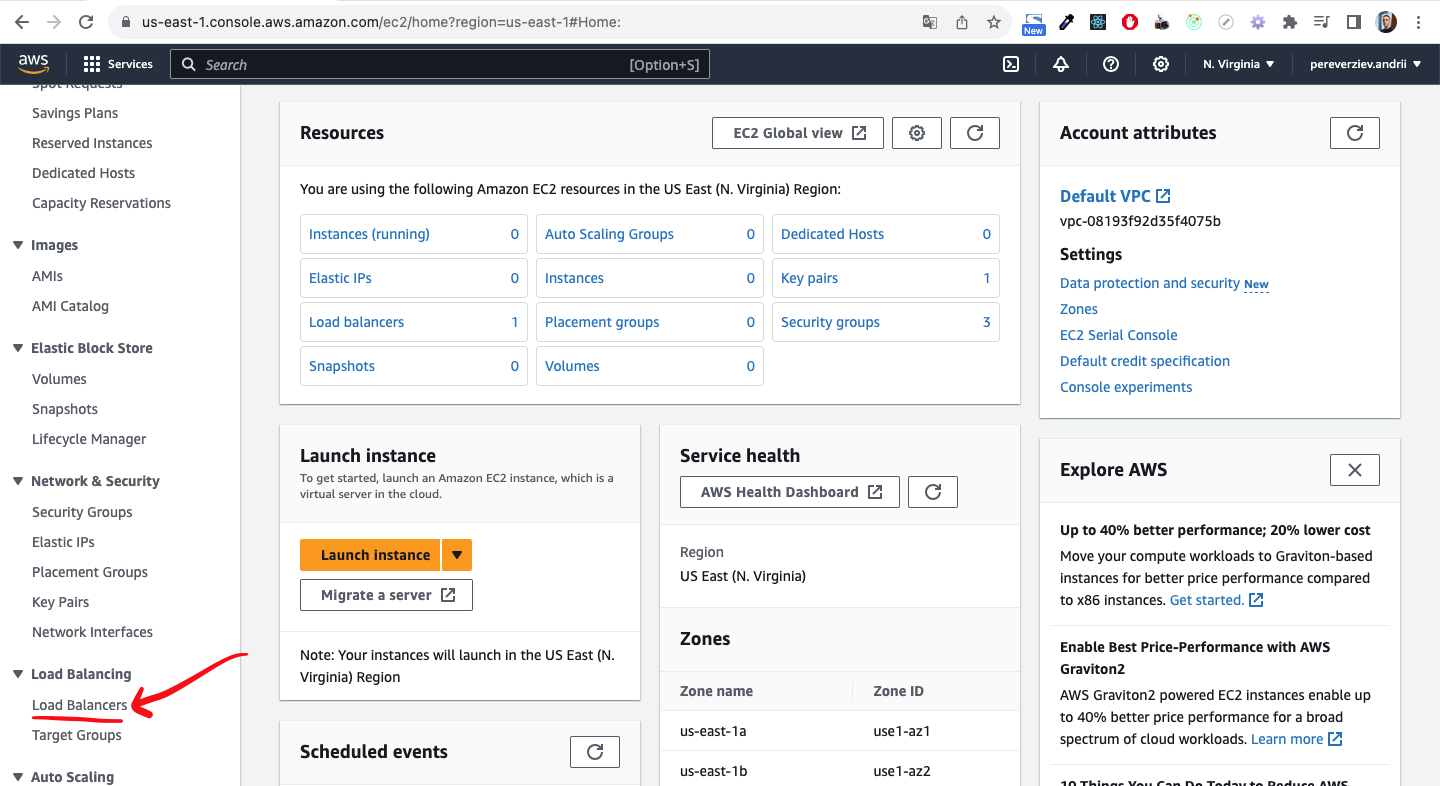 us-east-1.console.aws.amazon.com/ec2/home?region=us-east-1#Home:
New
aws
Services
Search
[Option+S]
N. Virginia
pereverziev.andrii
Spot Requests
Savings Plans
Reserved Instances
Dedicated Hosts
Capacity Reservations
Images
AMIs
AMI Catalog
Elastic Block Store
Volumes
Snapshots
Lifecycle Manager
Network & Security
Security Groups
Elastic IPs
Placement Groups
Key Pairs
Network Interfaces
Load Balancing
Load Balancers
Target Groups
Auto Scaling
Resources
EC2 Global view
You are using the following Amazon EC2 resources in the US East (N. Virginia) Region:
Instances (running) 0
Auto Scaling Groups 0
Dedicated Hosts 0
Elastic IPs 0
Instances 0
Key pairs 1
Load balancers 1
Placement groups 0
Security groups 3
Snapshots 0
Volumes 0
Launch instance
To get started, launch an Amazon EC2 instance, which is a
virtual server in the cloud.
Launch instance
Migrate a server
Note: Your instances will launch in the US East (N.
Virginia) Region
Scheduled events
Service health
AWS Health Dashboard
Region
US East (N. Virginia)
Zones
Zone name Zone ID
us-east-1a use1-az1
us-east-1b use1-az2
Account attributes
Default VPC
vpc-08193f92d35f4075b
Settings
Data protection and security New
Zones
EC2 Serial Console
Default credit specification
Console experiments
Explore AWS
Up to 40% better performance; 20% lower cost
Move your compute workloads to Graviton-based
instances for better price performance compared
to x86 instances. Get started.
Enable Best Price-Performance with AWS
Graviton2
AWS Graviton2 powered EC2 instances enable up
to 40% better price performance for a broad
spectrum of cloud workloads. Learn more
10 Things You Can Do Today to Reduce AWS